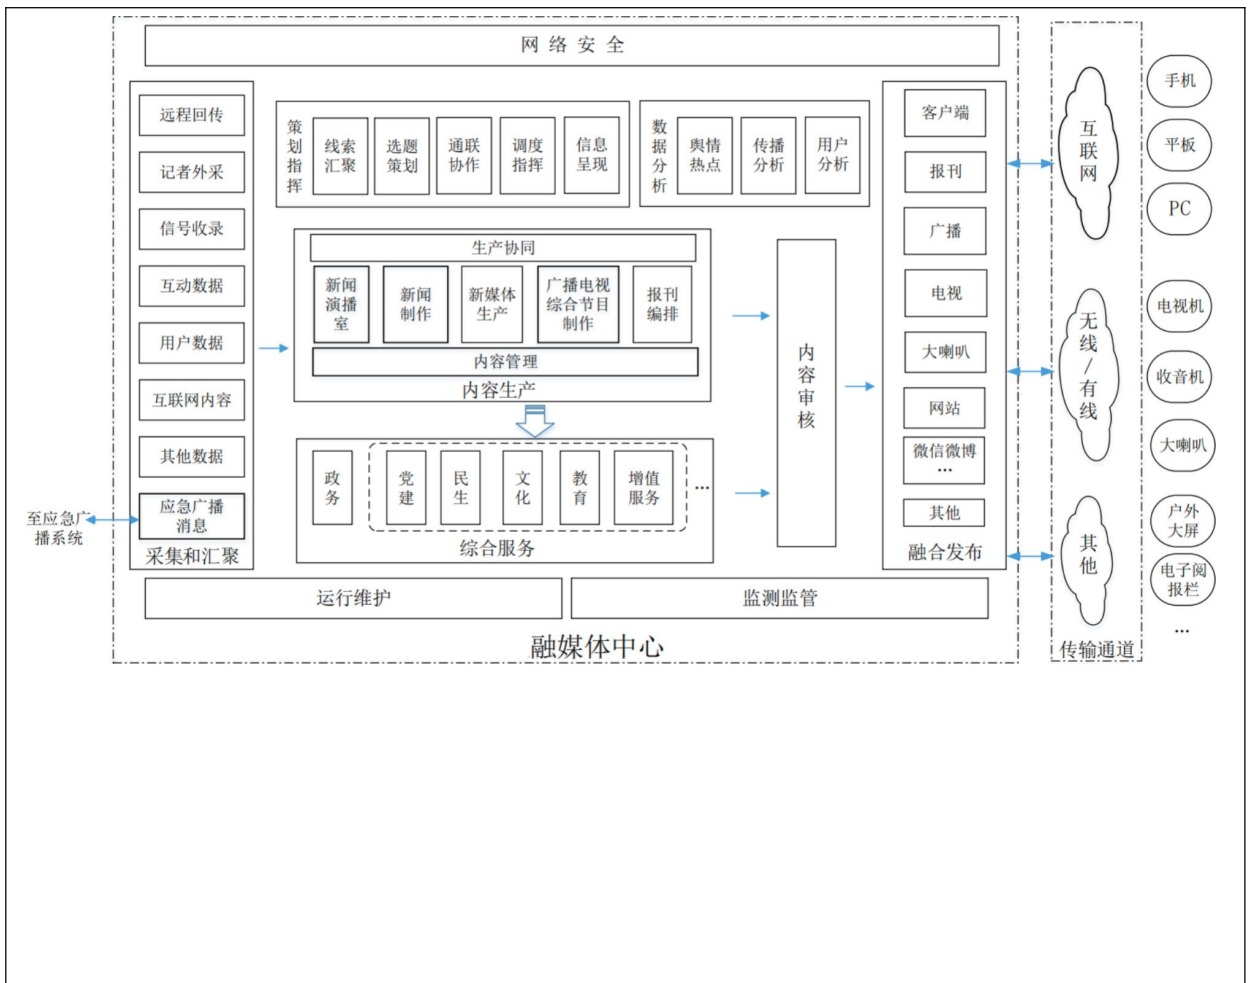 网络安全
远程回传
记者外采
信号收录
互动数据
用户数据
互联网内容
其他数据
应急广播
消息
采集和汇聚
至应急广
播系统
策划指挥
线索
汇聚
选题
策划
通联
协作
调度
指挥
信息
呈现
数据分析
舆情
热点
传播
分析
用户
分析
生产协同
新闻
演播
室
新闻
制作
新媒体
生产
广播电视
综合节目
制作
报刊
编排
内容管理
内容生产
政务
党建
民生
文化
教育
增值
服务
...
综合服务
内容审核
客户端
报刊
广播
电视
大喇叭
网站
微信微博
...
其他
融合发布
运行维护
监测监管
融媒体中心
互联网
无线/有线
其他
传输通道
手机
平板
PC
电视机
收音机
大喇叭
户外
大屏
电子阅
报栏
...